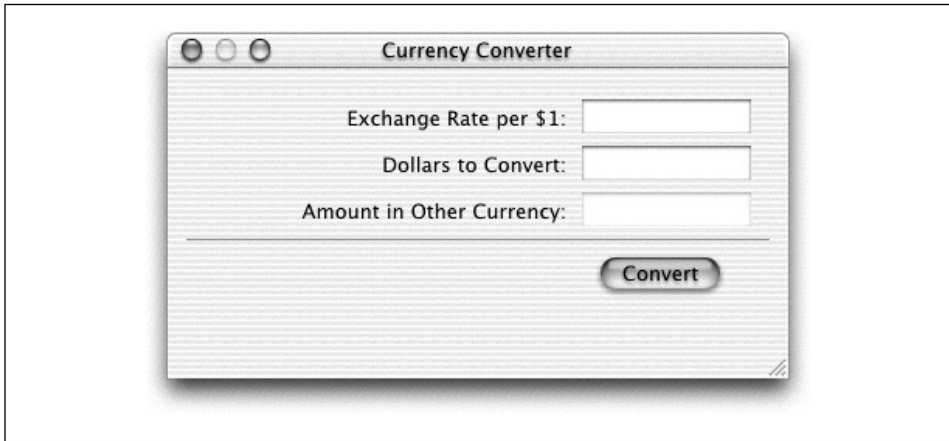 Currency Converter
Exchange Rate per $1:
Dollars to Convert:
Amount in Other Currency:
Convert